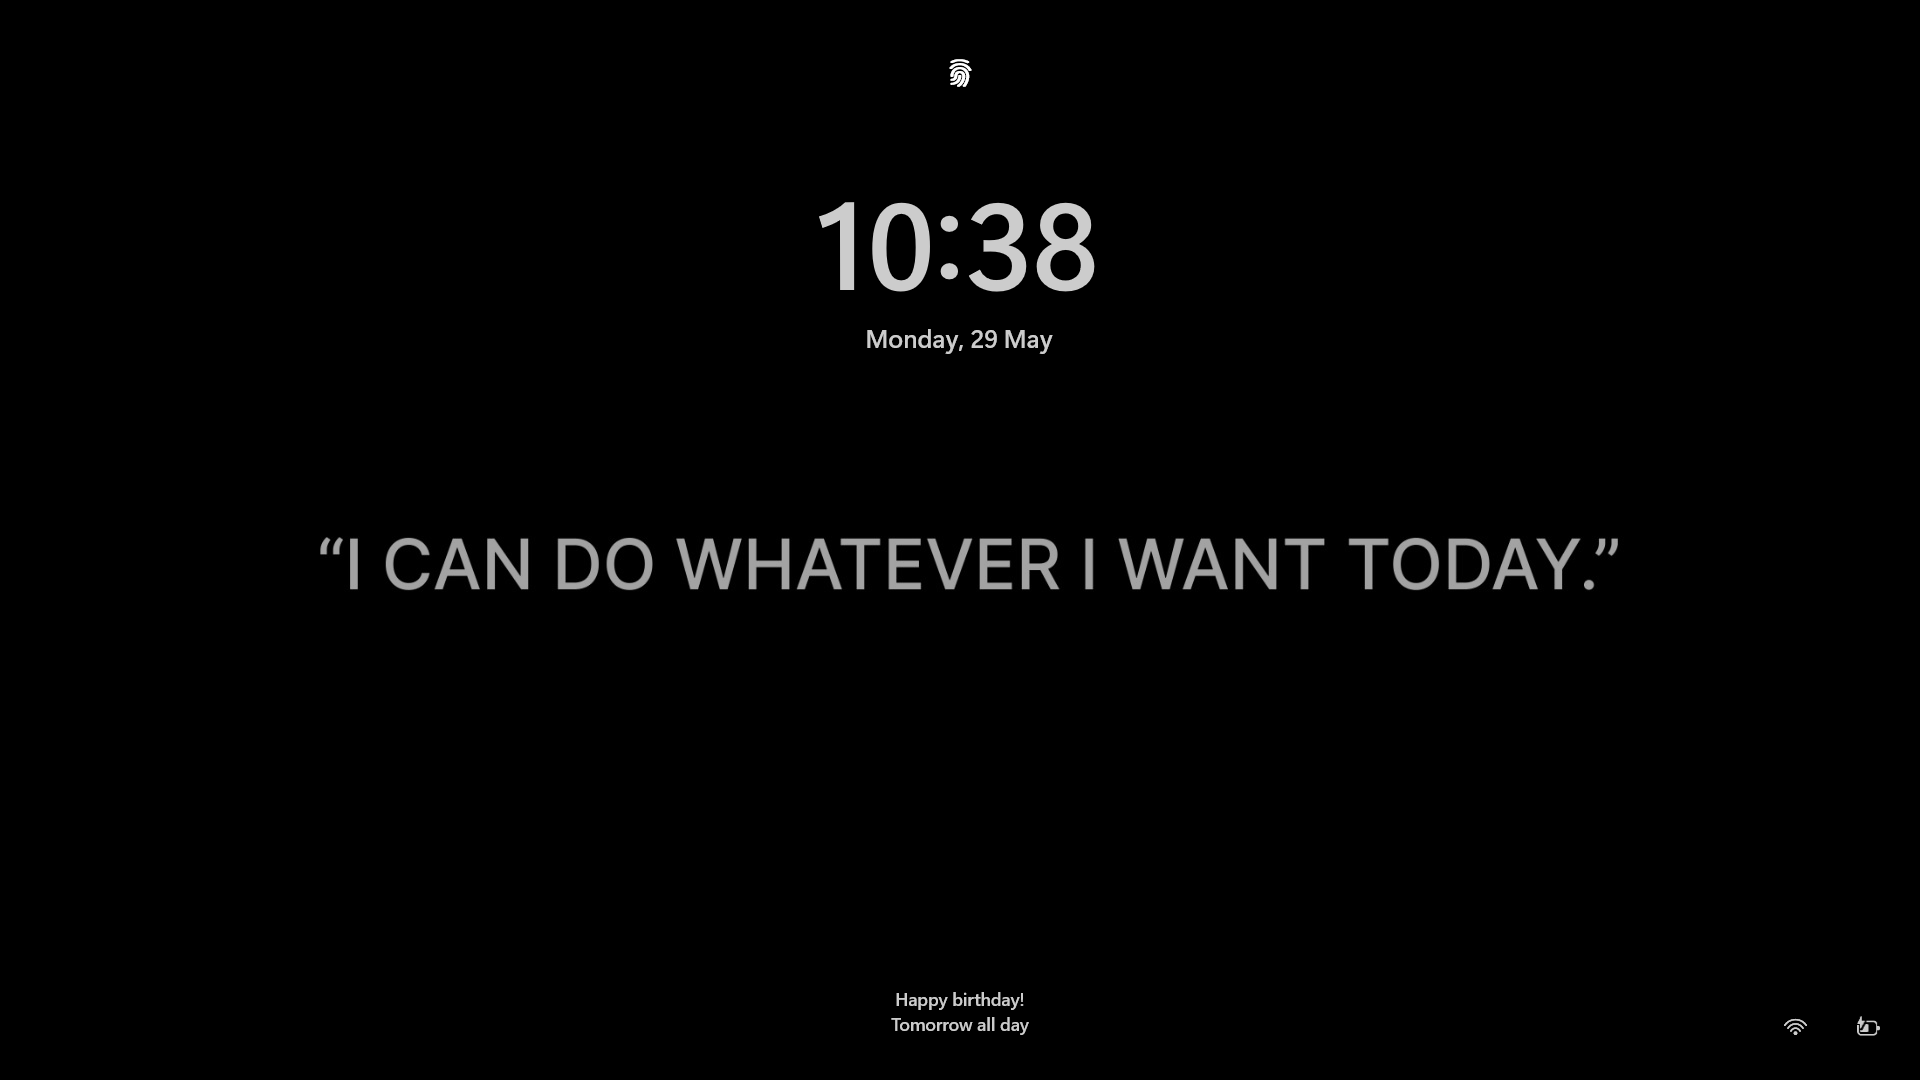 10:38
Monday, 29 May
“I CAN DO WHATEVER I WANT TODAY.”
Happy birthday!
Tomorrow all day